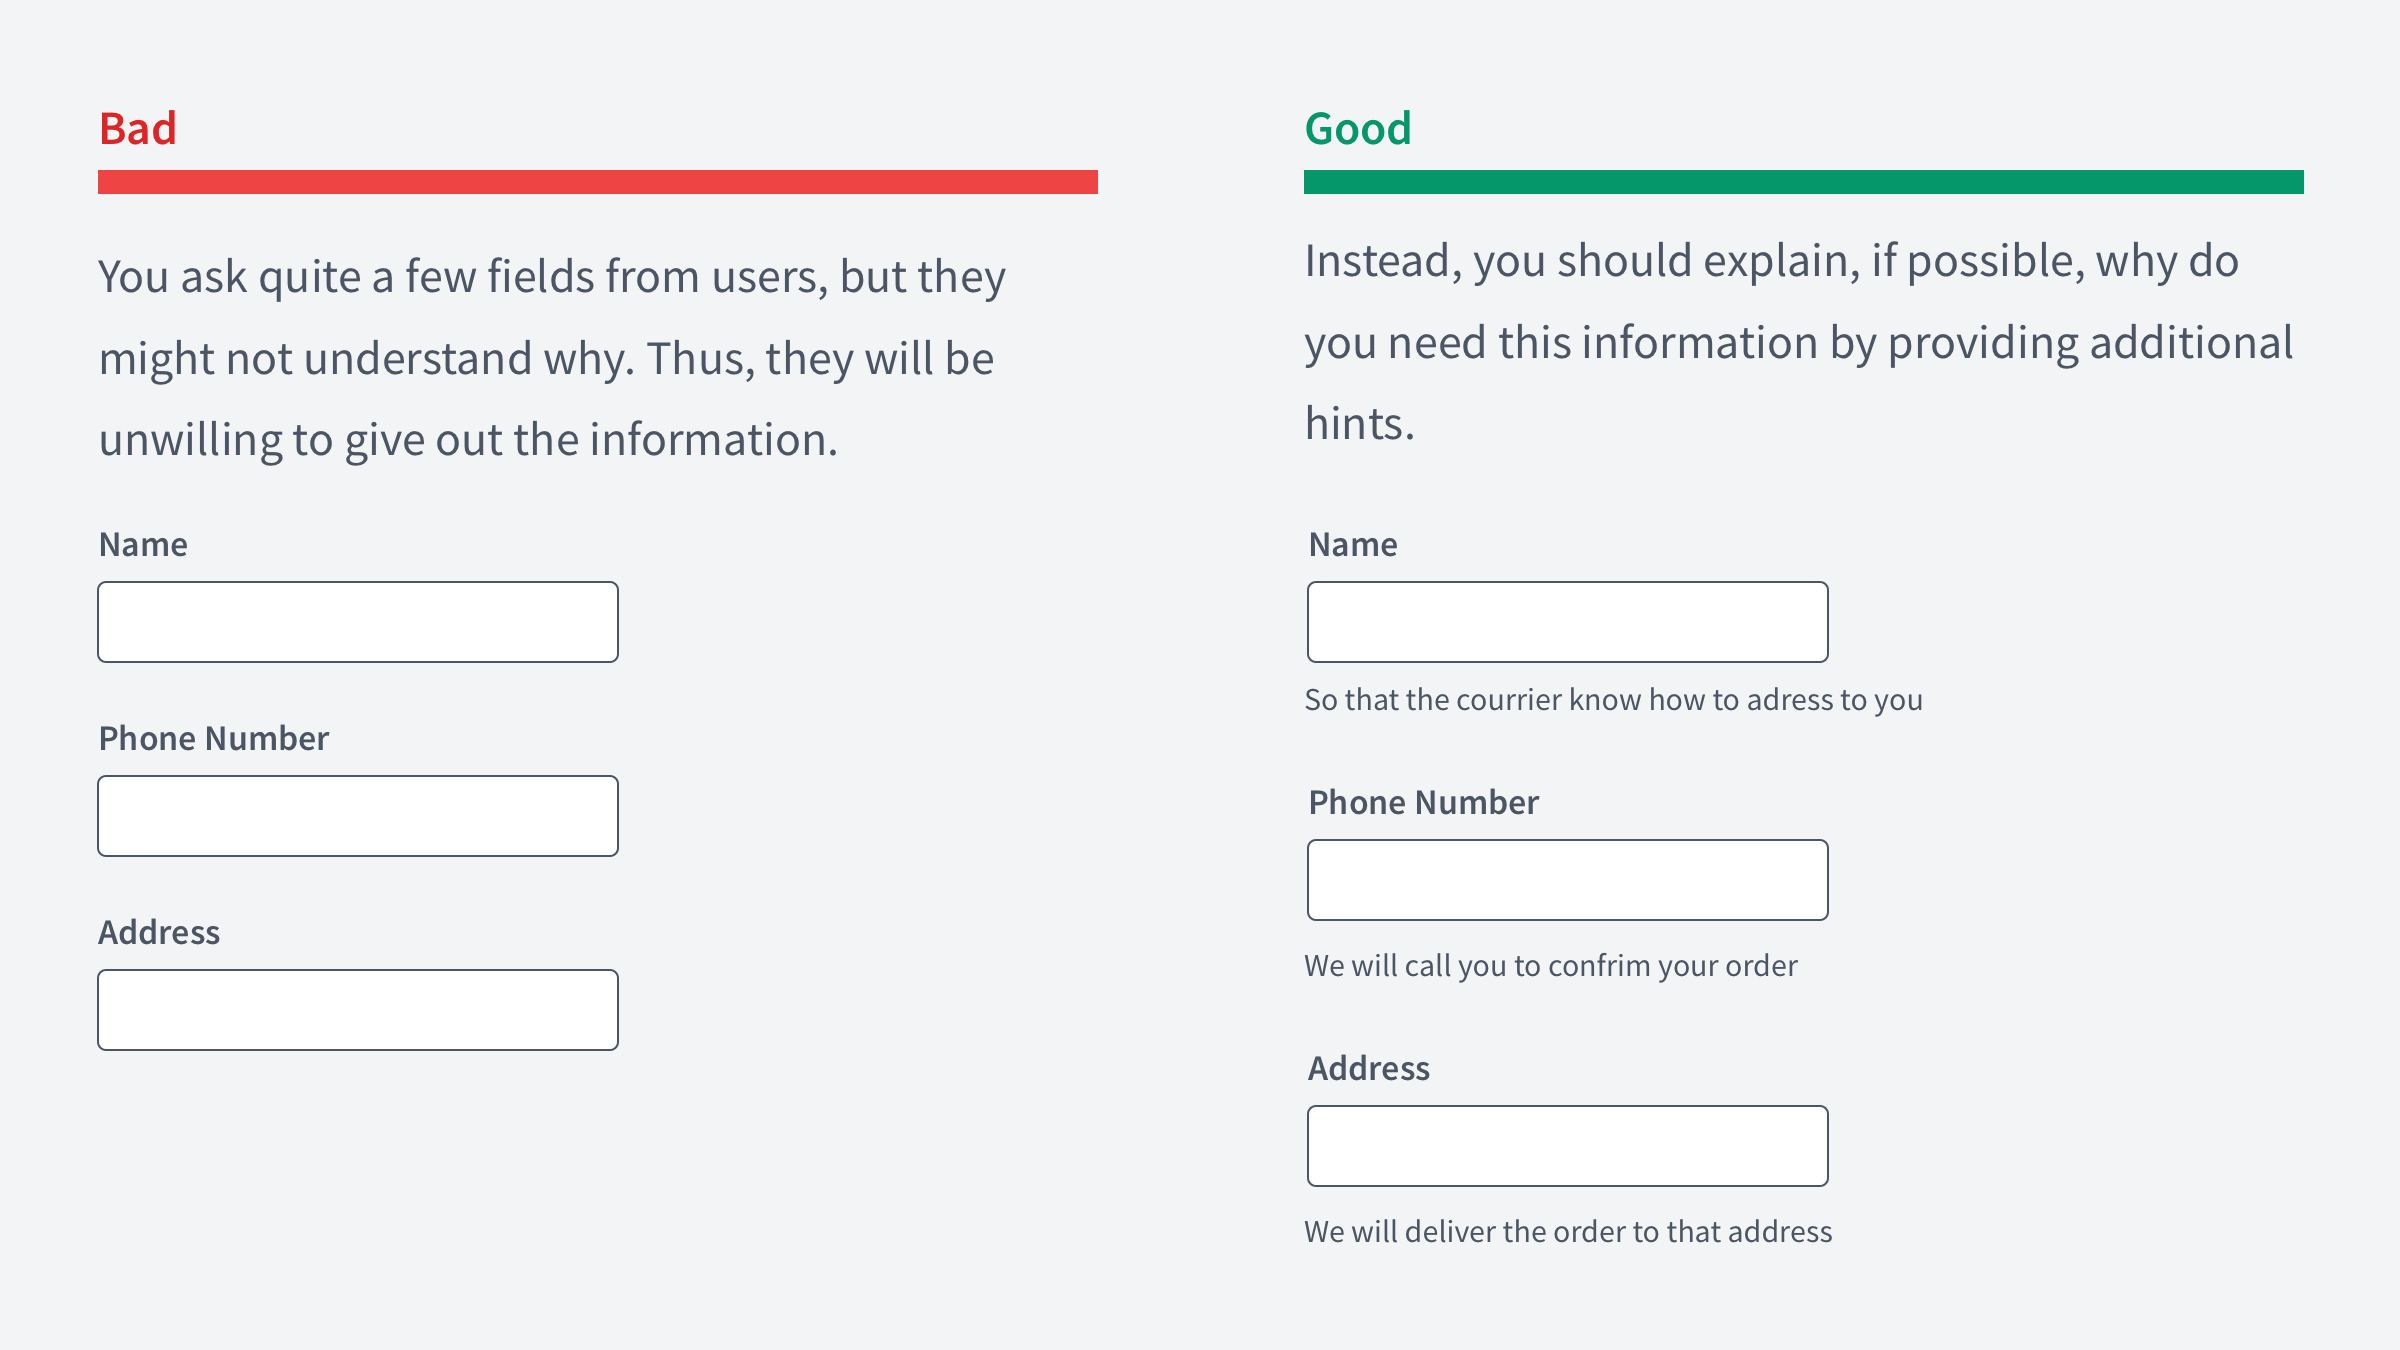 Bad
You ask quite a few fields from users, but they
might not understand why. Thus, they will be
unwilling to give out the information.
Name
Phone Number
Address
Good
Instead, you should explain, if possible, why do
you need this information by providing additional
hints.
Name
So that the courrier know how to adress to you
Phone Number
We will call you to confrim your order
Address
We will deliver the order to that address